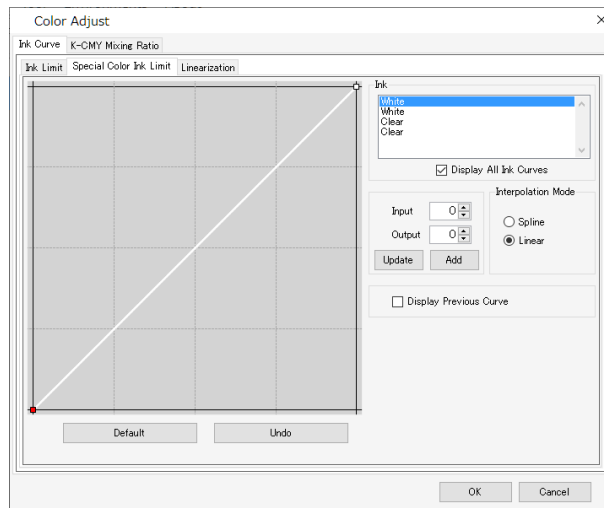 Color Adjust
Ink Curve K-CMY Mixing Ratio
Ink Limit Special Color Ink Limit Linearization
Ink
White
White
Clear
Clear
Display All Ink Curves
Input 0
Output 0
Update Add
Interpolation Mode
Spline
Linear
Display Previous Curve
Default Undo
OK Cancel